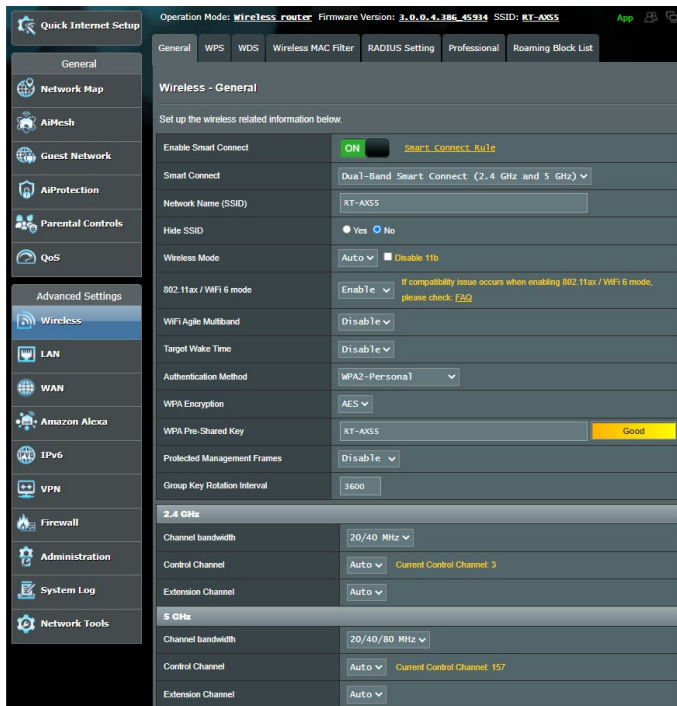 Quick Internet Setup
General
Network Map
AiMesh
Guest Network
AiProtection
Parental Controls
QoS
Advanced Settings
Wireless
LAN
WAN
Amazon Alexa
IPv6
VPN
Firewall
Administration
System Log
Network Tools
Operation Mode: Wireless router Firmware Version: 3.0.0.4.386_45934 SSID: RT-AX55 App
General WPS WDS Wireless MAC Filter RADIUS Setting Professional Roaming Block List
Wireless - General
Set up the wireless related information below.
Enable Smart Connect ON Smart Connect Rule
Smart Connect Dual-Band Smart Connect (2.4 GHz and 5 GHz)
Network Name (SSID) RT-AX55
Hide SSID Yes No
Wireless Mode Auto Disable 11b
802.11ax / WiFi 6 mode Enable If compatibility issue occurs when enabling 802.11ax / WiFi 6 mode,
please check: FAQ
WiFi Agile Multiband Disable
Target Wake Time Disable
Authentication Method WPA2-Personal
WPA Encryption AES
WPA Pre-Shared Key RT-AX55 Good
Protected Management Frames Disable
Group Key Rotation Interval 3600
2.4 GHz
Channel bandwidth 20/40 MHz
Control Channel Auto Current Control Channel: 3
Extension Channel Auto
5 GHz
Channel bandwidth 20/40/80 MHz
Control Channel Auto Current Control Channel: 157
Extension Channel Auto